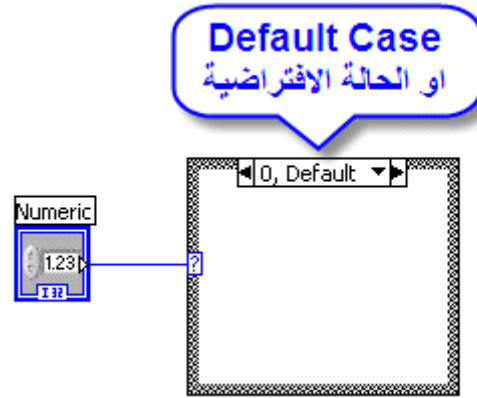 Default Case
او الحالة الافتراضية
0, Default
Numeric
1.23
I32
?